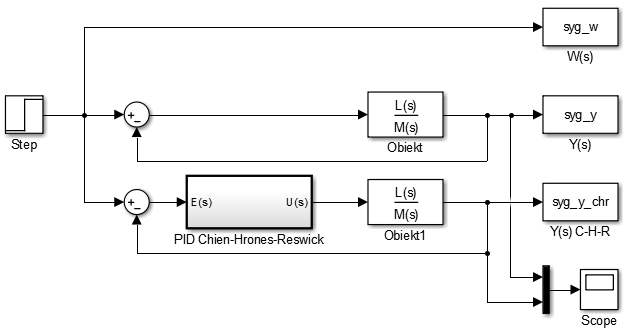 syg_w
W(s)
Step
+
−
L(s)
M(s)
Obiekt
syg_y
Y(s)
+
−
E(s)
U(s)
PID Chien-Hrones-Reswick
L(s)
M(s)
Obiekt1
syg_y_chr
Y(s) C-H-R
Scope